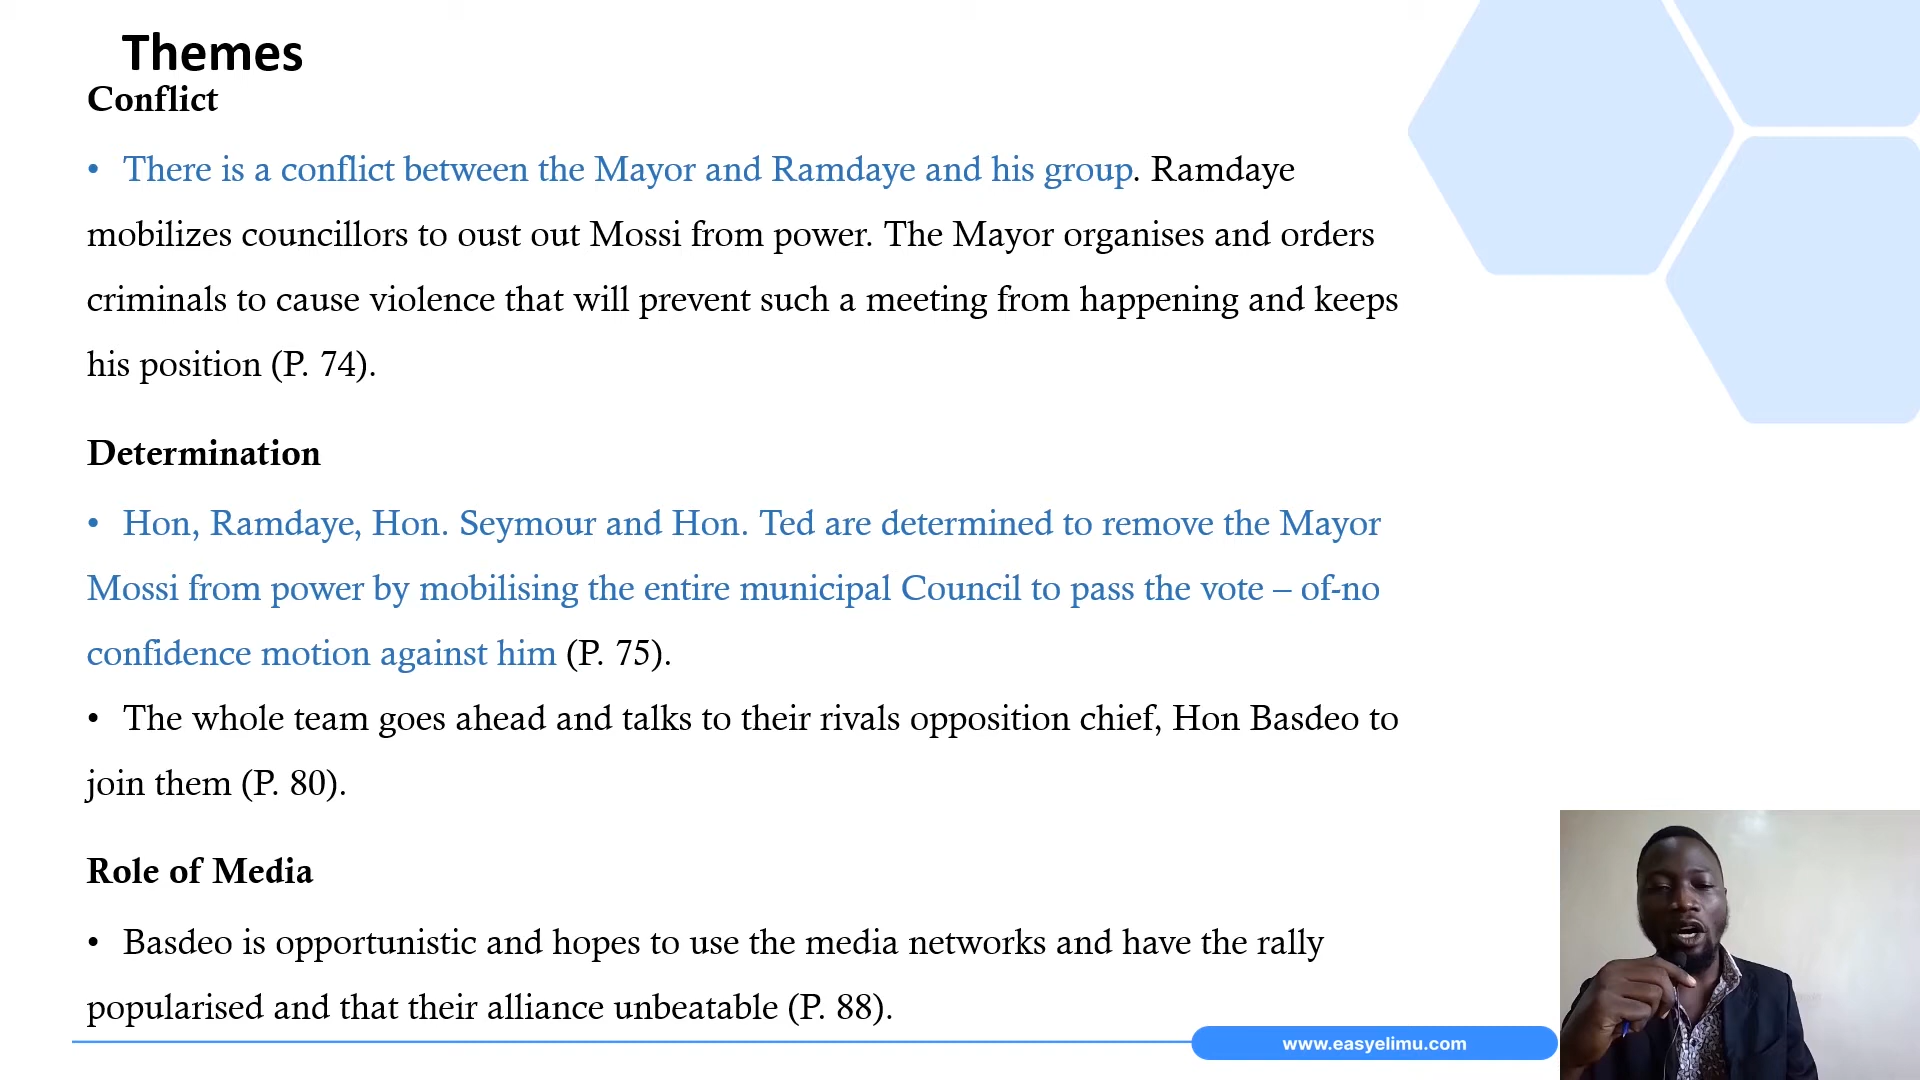 Themes
Conflict
• There is a conflict between the Mayor and Ramdaye and his group. Ramdaye
mobilizes councillors to oust out Mossi from power. The Mayor organises and orders
criminals to cause violence that will prevent such a meeting from happening and keeps
his position (P. 74).
Determination
• Hon, Ramdaye, Hon. Seymour and Hon. Ted are determined to remove the Mayor
Mossi from power by mobilising the entire municipal Council to pass the vote – of-no
confidence motion against him (P. 75).
• The whole team goes ahead and talks to their rivals opposition chief, Hon Basdeo to
join them (P. 80).
Role of Media
• Basdeo is opportunistic and hopes to use the media networks and have the rally
popularised and that their alliance unbeatable (P. 88).
www.easyelimu.com